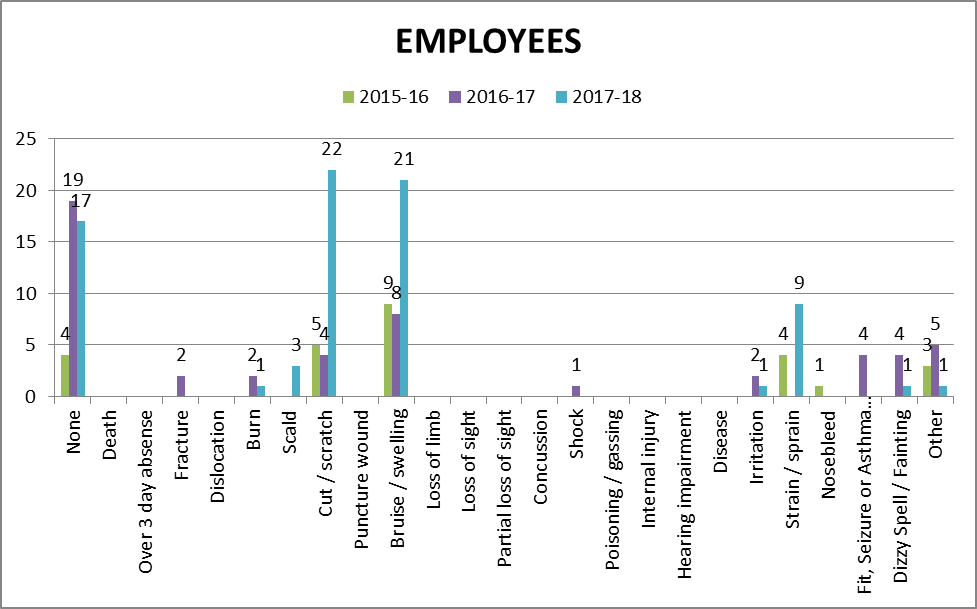 EMPLOYEES
2015-16 2016-17 2017-18
25
20
15
10
5
0
4 19 17
2
2 1
3
5 4 22
9 8 21
1
2 1
4 9
1
4
4 1
3 5 1
None
Death
Over 3 day absense
Fracture
Dislocation
Burn
Scald
Cut / scratch
Puncture wound
Bruise / swelling
Loss of limb
Loss of sight
Partial loss of sight
Concussion
Shock
Poisoning / gassing
Internal injury
Hearing impairment
Disease
Irritation
Strain / sprain
Nosebleed
Fit, Seizure or Asthma...
Dizzy Spell / Fainting
Other